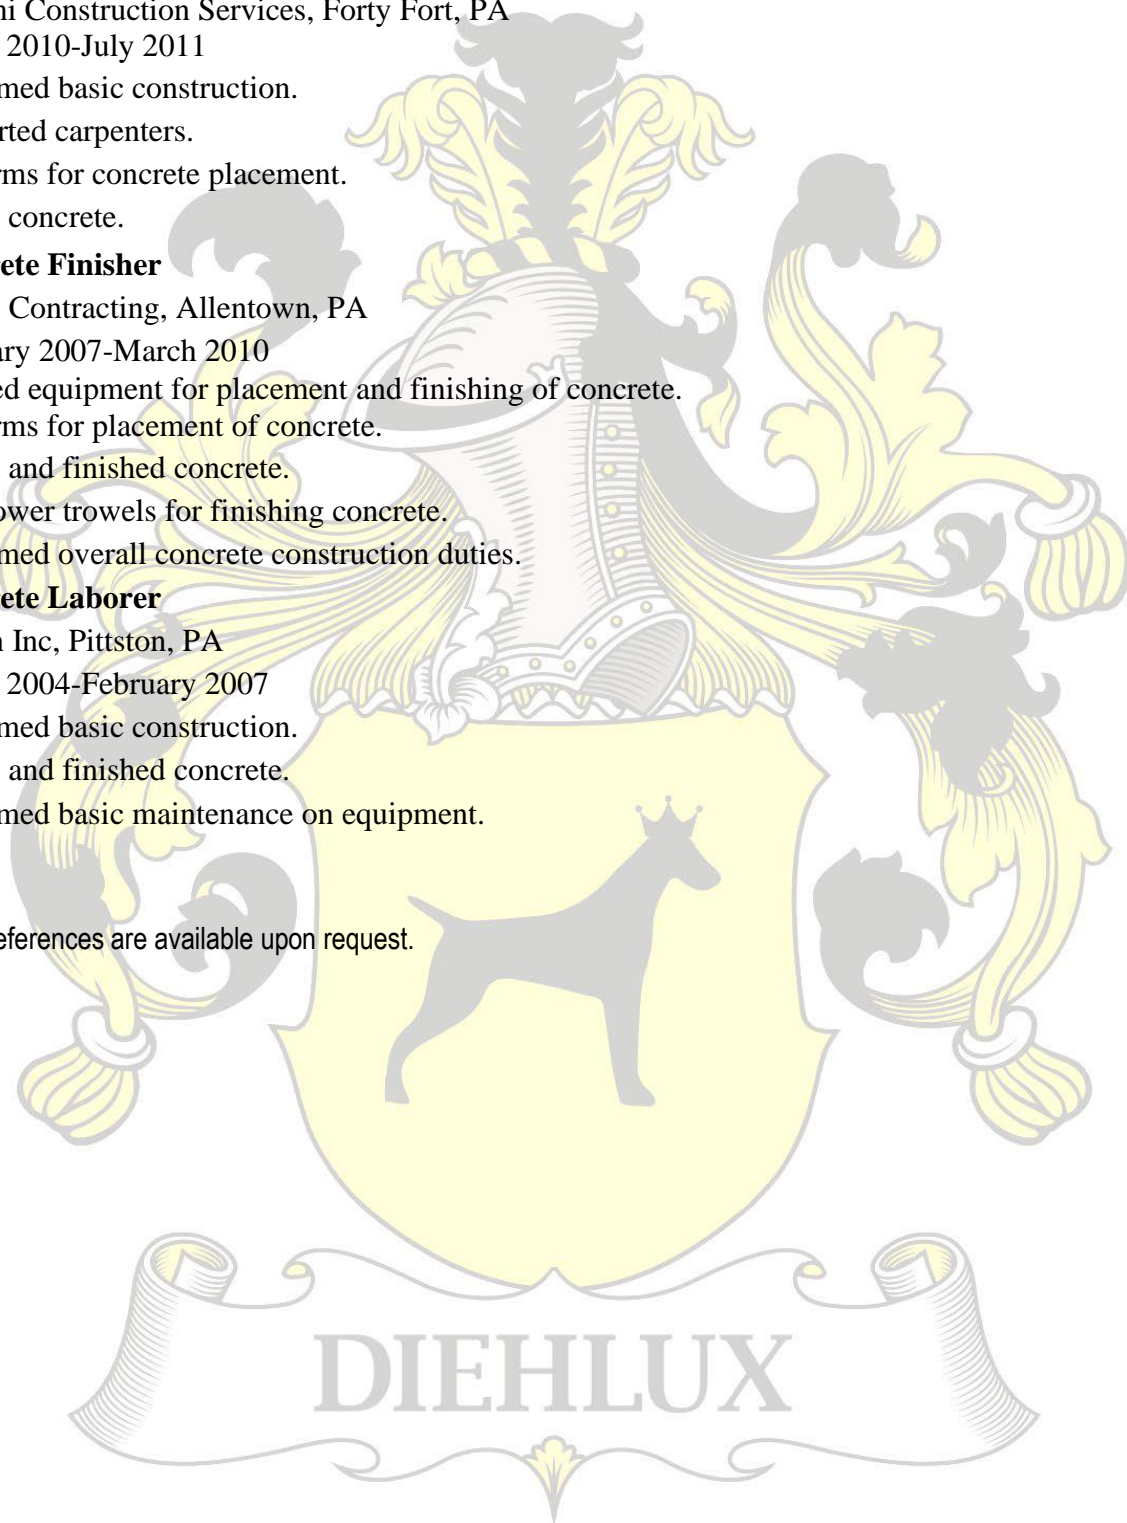 ni Construction Services, Forty Fort, PA
2010-July 2011
med basic construction.
rted carpenters.
rms for concrete placement.
concrete.
ete Finisher
Contracting, Allentown, PA
ary 2007-March 2010
ed equipment for placement and finishing of concrete.
rms for placement of concrete.
and finished concrete.
ower trowels for finishing concrete.
med overall concrete construction duties.
ete Laborer
n Inc, Pittston, PA
2004-February 2007
med basic construction.
and finished concrete.
med basic maintenance on equipment.
eferences are available upon request.
DIEHLUX